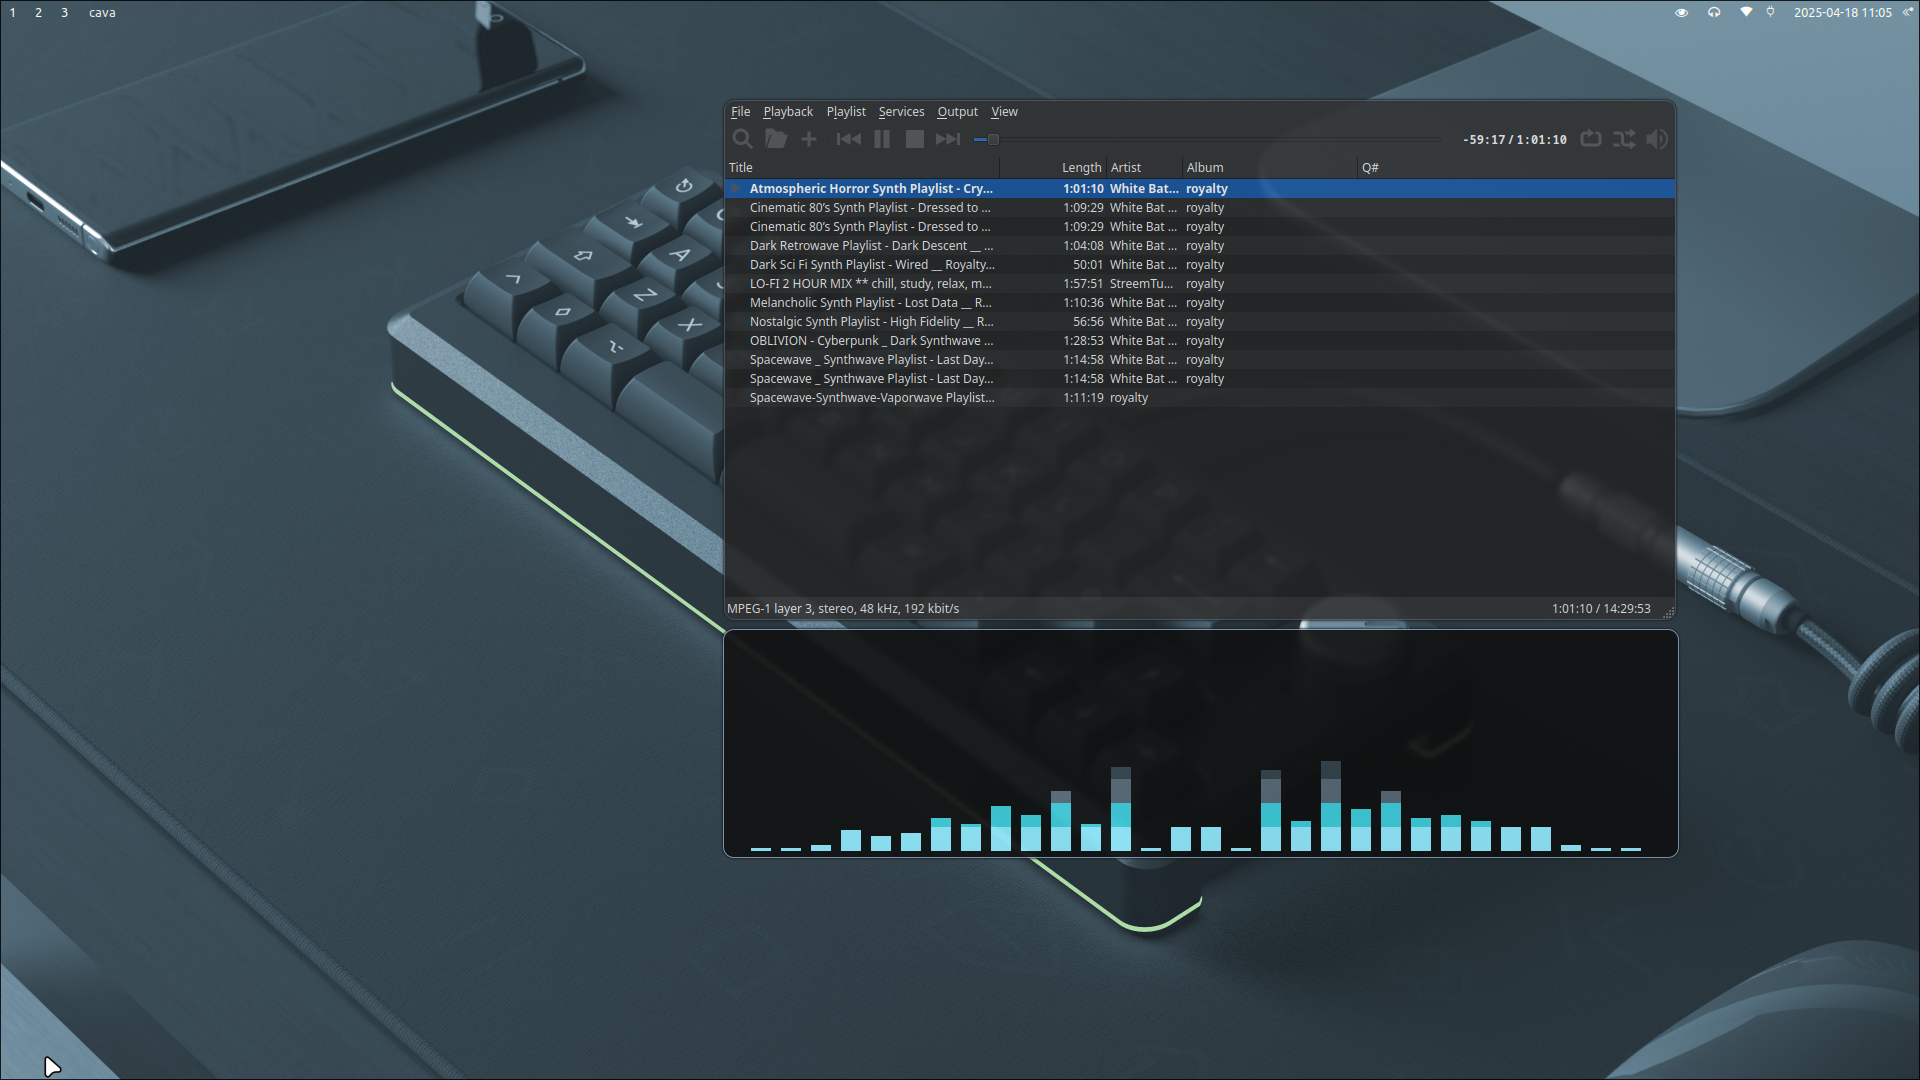 1 2 3 cava
2025-04-18 11:05
File Playback Playlist Services Output View
-59:17 / 1:01:10
Title Length Artist Album Q#
Atmospheric Horror Synth Playlist - Cry... 1:01:10 White Bat... royalty
Cinematic 80's Synth Playlist - Dressed to ... 1:09:29 White Bat ... royalty
Cinematic 80's Synth Playlist - Dressed to ... 1:09:29 White Bat ... royalty
Dark Retrowave Playlist - Dark Descent __ ... 1:04:08 White Bat ... royalty
Dark Sci Fi Synth Playlist - Wired __ Royalty... 50:01 White Bat ... royalty
LO-FI 2 HOUR MIX ** chill, study, relax, m... 1:57:51 StreemTu... royalty
Melancholic Synth Playlist - Lost Data __ R... 1:10:36 White Bat ... royalty
Nostalgic Synth Playlist - High Fidelity __ R... 56:56 White Bat ... royalty
OBLIVION - Cyberpunk _ Dark Synthwave ... 1:28:53 White Bat ... royalty
Spacewave _ Synthwave Playlist - Last Day... 1:14:58 White Bat ... royalty
Spacewave _ Synthwave Playlist - Last Day... 1:14:58 White Bat ... royalty
Spacewave-Synthwave-Vaporwave Playlist... 1:11:19 royalty
MPEG-1 layer 3, stereo, 48 kHz, 192 kbit/s
1:01:10 / 14:29:53
A
Z
X